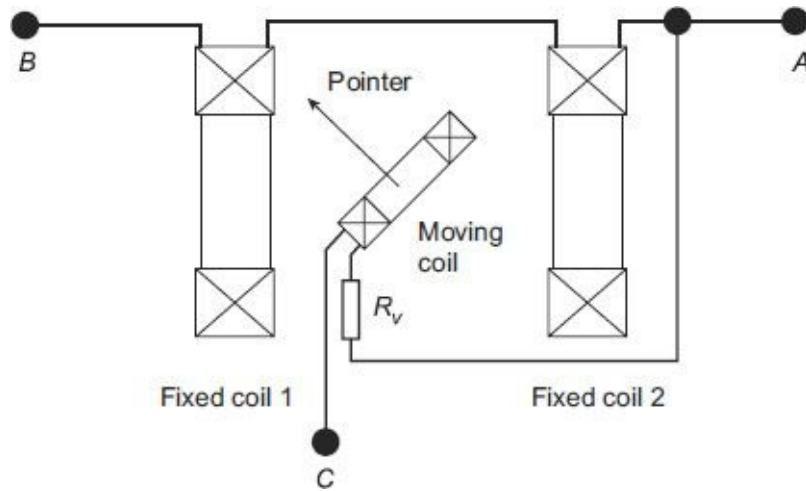 B
A
Pointer
Moving
coil
R_v
Fixed coil 1
Fixed coil 2
C